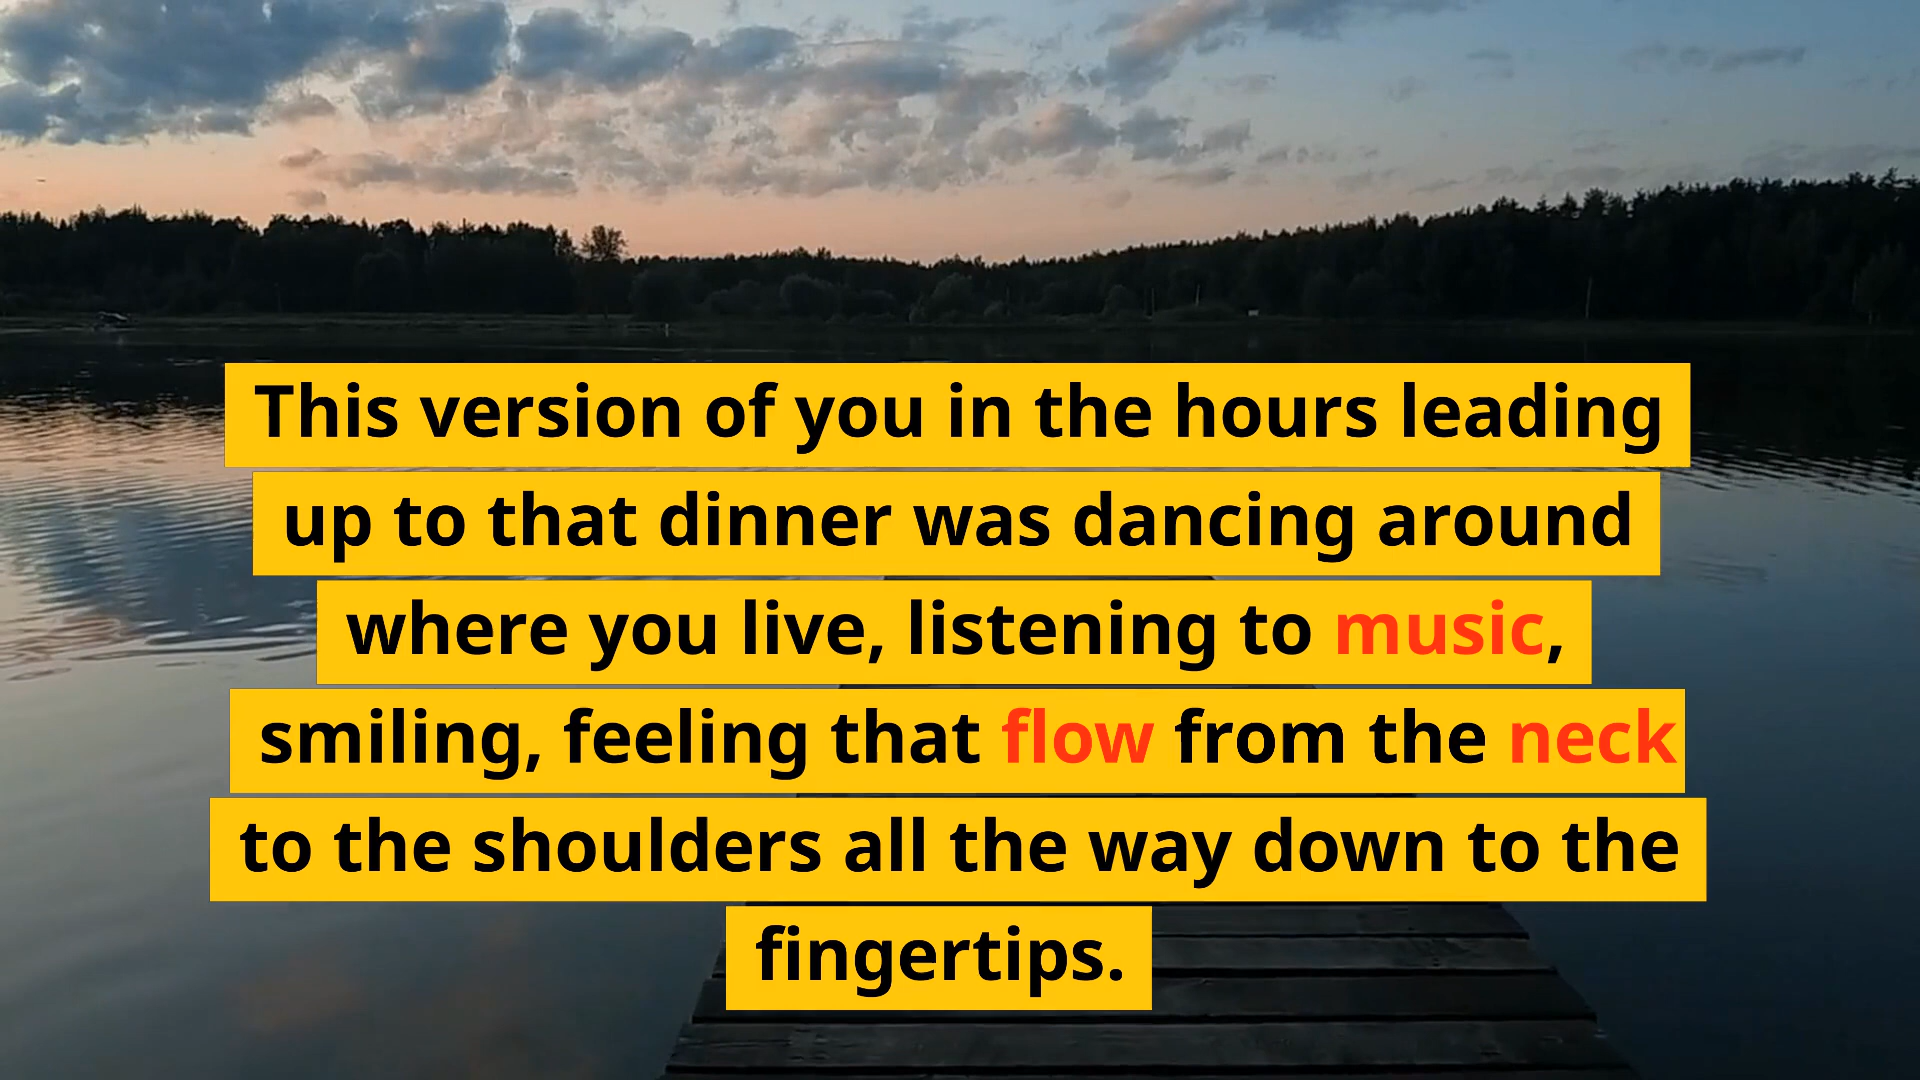 This version of you in the hours leading
up to that dinner was dancing around
where you live, listening to music,
smiling, feeling that flow from the neck
to the shoulders all the way down to the
fingertips.